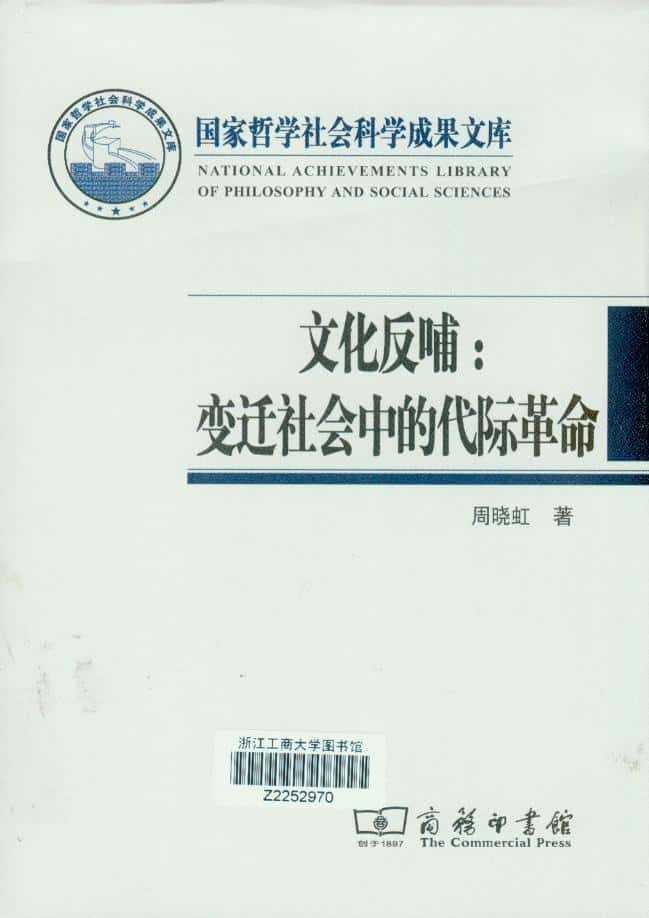 国家哲学社会科学成果文库
国家哲学社会科学成果文库
NATIONAL ACHIEVEMENTS LIBRARY
OF PHILOSOPHY AND SOCIAL SCIENCES
文化反哺：
变迁社会中的代际革命
周晓虹 著
浙江工商大学图书馆
Z2252970
商務印書館
创于1897 The Commercial Press